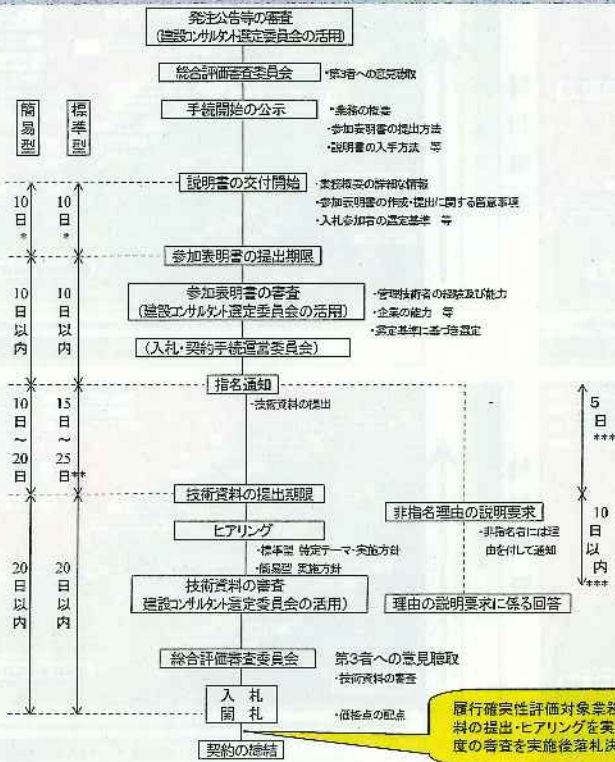 発注公告等の審査
(建設コンサルタント選定委員会の活用)
総合評価審査委員会
・第3者への意見聴取
簡易型
標準型
手続開始の公示
・業務の概要
・参加表明書の提出方法
・説明書の入手方法 等
説明書の交付開始
・業務概要の詳細な情報
・参加表明書の作成・提出に関する留意事項
・入札参加者の選定基準 等
10日*
10日*
参加表明書の提出期限
10日以内
10日以内
参加表明書の審査
(建設コンサルタント選定委員会の活用)
・管理技術者の経験及び能力
・企業の能力 等
・選定基準に基づき選定
(入札・契約手続運営委員会)
指名通知
・技術資料の提出
-
10日~20日
15日~25日**
5日***
技術資料の提出期限
非指名理由の説明要求
・非指名者には理
由を付して通知
10日以内***
ヒアリング
・標準型 特定テーマ・実施方針
・簡易型 実施方針
20日以内
20日以内
技術資料の審査
建設コンサルタント選定委員会の活用)
理由の説明要求に係る回答
総合評価審査委員会
第3者への意見聴取
・技術資料の審査
入 札
開 札
・価格点の配点
契約の締結
履行確実性評価対象業務
料の提出・ヒアリングを実
度の審査を実施後落札決